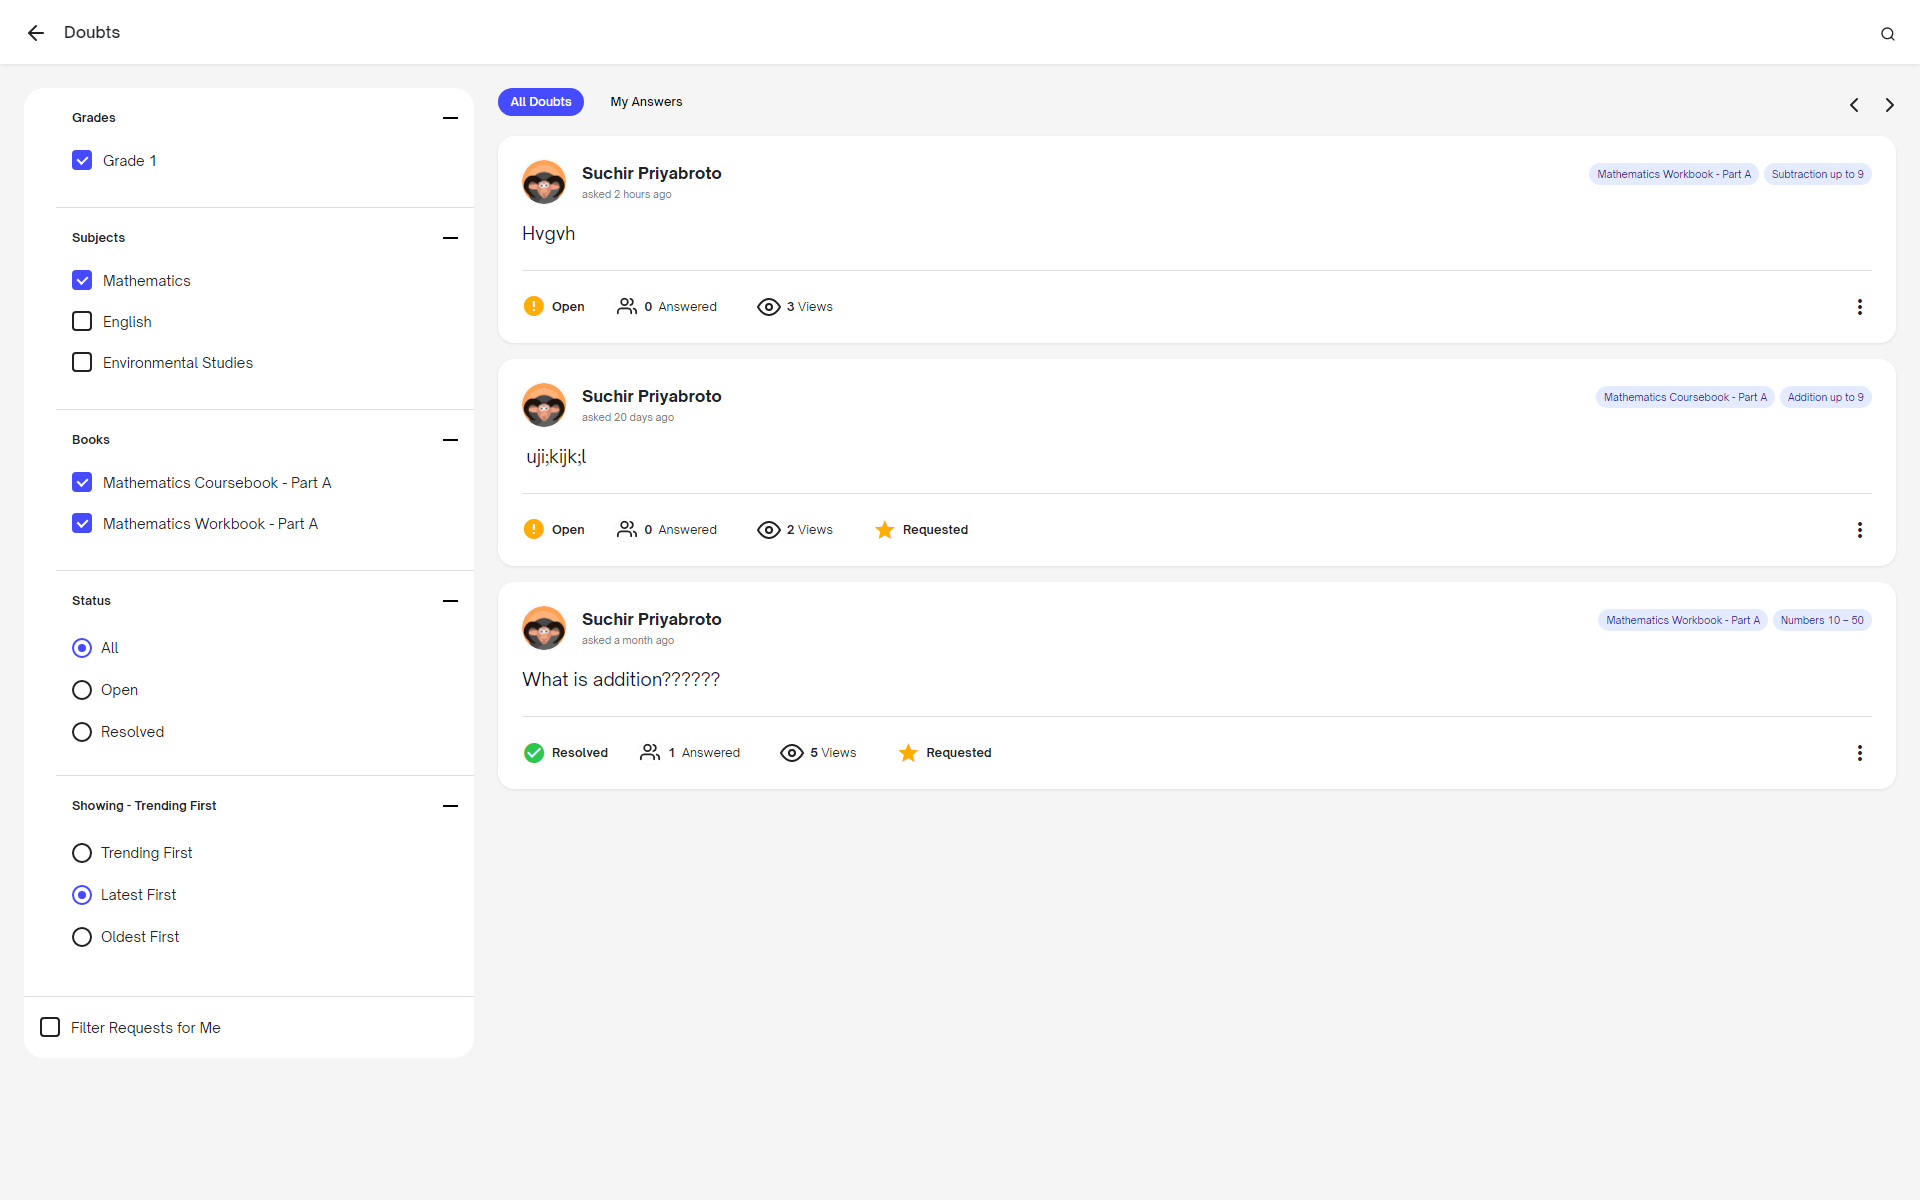 Doubts
Grades
Grade 1
Subjects
Mathematics
English
Environmental Studies
Books
Mathematics Coursebook - Part A
Mathematics Workbook - Part A
Status
All
Open
Resolved
Showing - Trending First
Trending First
Latest First
Oldest First
Filter Requests for Me
All Doubts My Answers
Suchir Priyabroto Mathematics Workbook - Part A Subtraction up to 9
asked 2 hours ago
Hvgvh
Open 0 Answered 3 Views
Suchir Priyabroto Mathematics Coursebook - Part A Addition up to 9
asked 20 days ago
uji;kijk;l
Open 0 Answered 2 Views Requested
Suchir Priyabroto Mathematics Workbook - Part A Numbers 10 – 50
asked a month ago
What is addition??????
Resolved 1 Answered 5 Views Requested